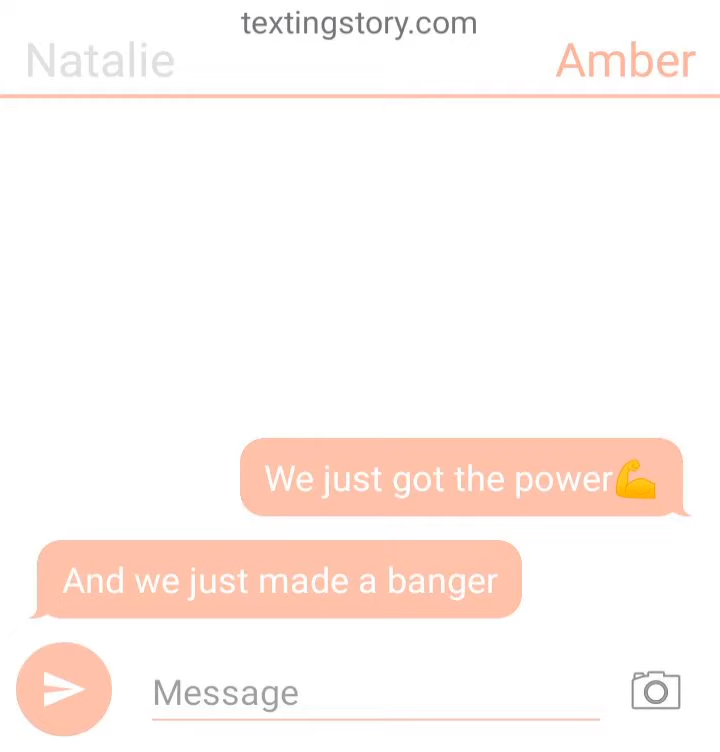 textingstory.com
Natalie Amber
We just got the power💪
And we just made a banger
Message